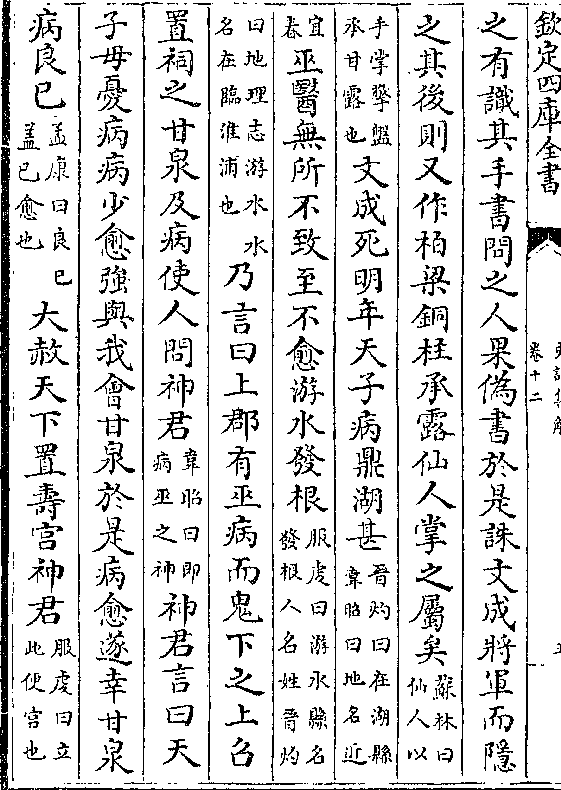 欽定四庫全書
卷十二
之有識其手書問之人果偽書於是誅文成將軍而隱
之其後則又作栢梁銅柱承露仙人掌之屬矣蘇林曰仙人以
手掌擎盤承甘露也文成死明年天子病鼎湖甚晉灼曰在湖縣韋昭曰地名近
宜春巫醫無所不致至不愈游水發根服虔曰游水縣名發根人名姓晉灼
曰地理志游水水名在臨淮浦也乃言曰上郡有巫病而鬼下之上召
置祠之甘泉及病使人問神君韋昭曰即病巫之神神君言曰天
子毋憂病病少愈強與我會甘泉於是病愈遂幸甘泉
病良已孟康曰良已盖已愈也大赦天下置壽宫神君服虔曰立此便宫也